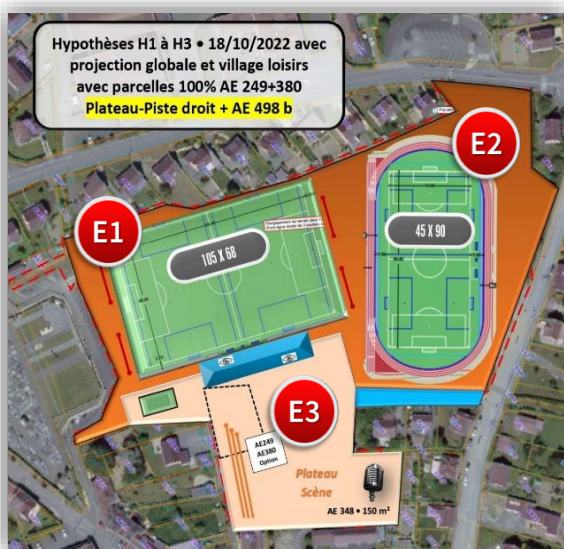 Hypothèses H1 à H3 • 18/10/2022 avec
projection globale et village loisirs
avec parcelles 100% AE 249+380
Plateau-Piste droit + AE 498 b
E2
E1
105 X 68
45 X 90
E3
AE249
AE380
Option
Plateau
Scène
AE 348 • 150 m²